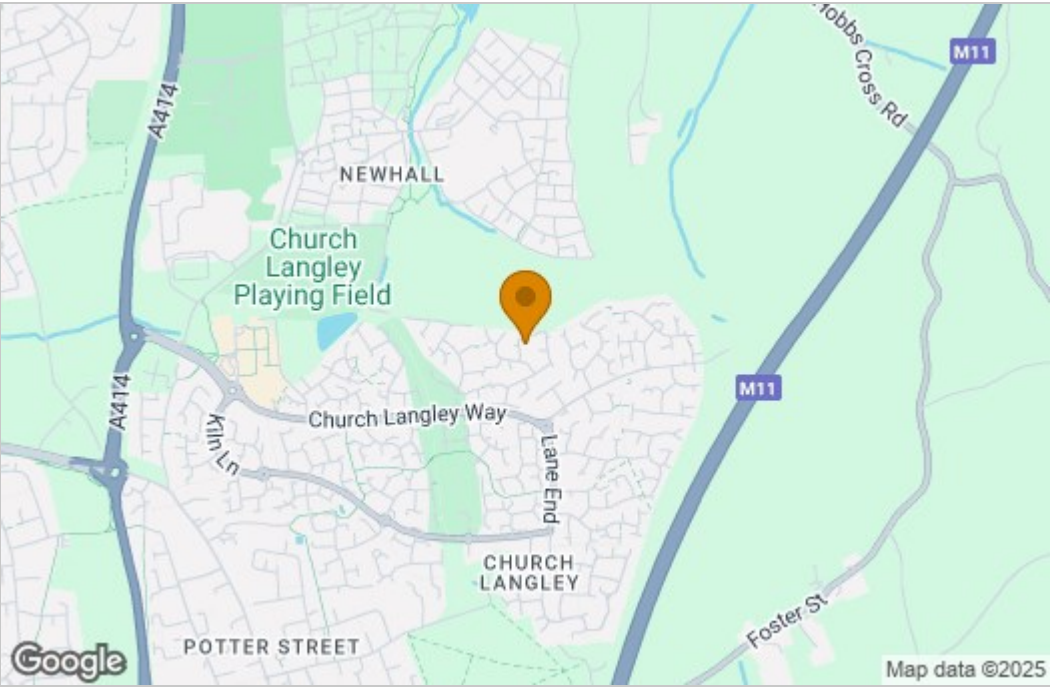 Hobbs Cross Rd
M11
A414
NEWHALL
Church
Langley
Playing Field
M11
A414
Church Langley Way
Kiln Ln
Lane End
CHURCH
LANGLEY
Foster St
POTTER STREET
Google
Map data ©2025